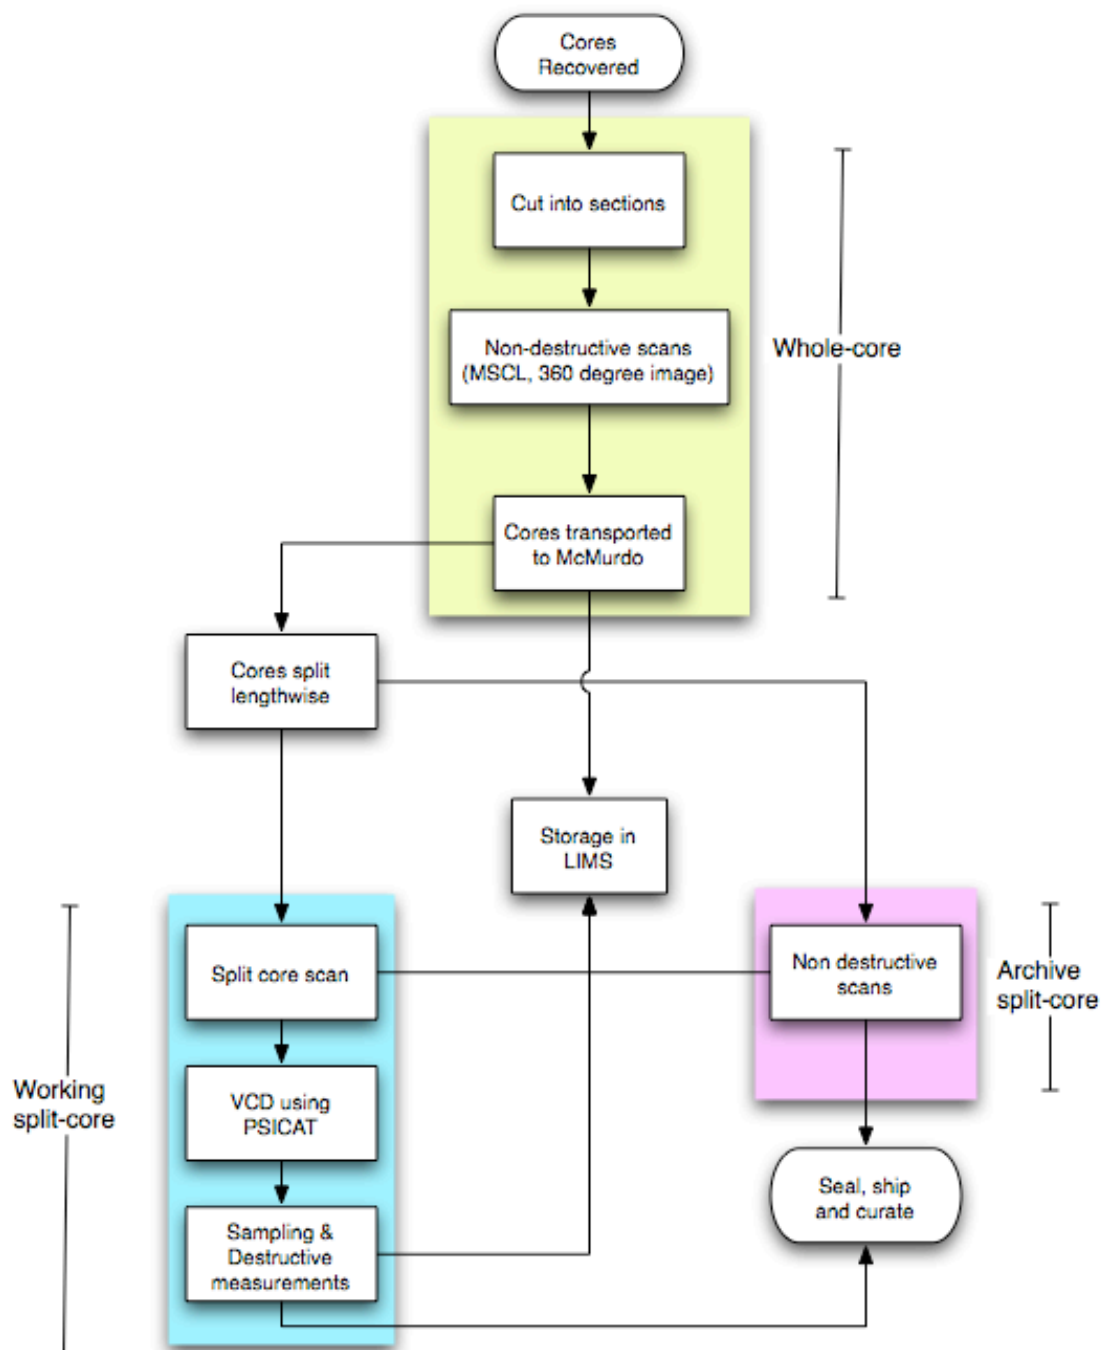 Cores
Recovered
Cut into sections
Non-destructive scans
(MSCL, 360 degree image)
Whole-core
Cores transported
to McMurdo
Cores split
lengthwise
Storage in
LIMS
Split core scan
Non destructive
scans
Archive
split-core
Working
split-core
VCD using
PSICAT
Seal, ship
and curate
Sampling &
Destructive
measurements